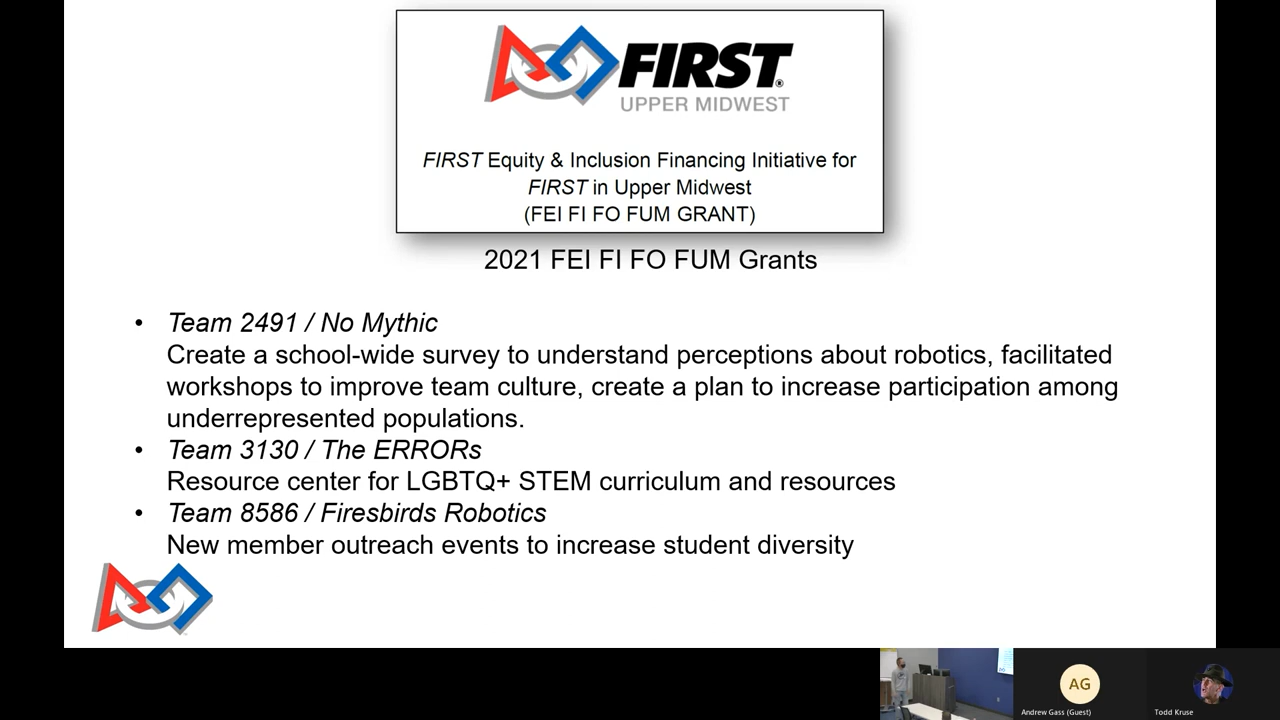 FIRST®
UPPER MIDWEST
FIRST Equity & Inclusion Financing Initiative for
FIRST in Upper Midwest
(FEI FI FO FUM GRANT)
2021 FEI FI FO FUM Grants
• Team 2491 / No Mythic
Create a school-wide survey to understand perceptions about robotics, facilitated
workshops to improve team culture, create a plan to increase participation among
underrepresented populations.
• Team 3130 / The ERRORs
Resource center for LGBTQ+ STEM curriculum and resources
• Team 8586 / Firesbirds Robotics
New member outreach events to increase student diversity
AG
Andrew Gass (Guest)
Todd Kruse